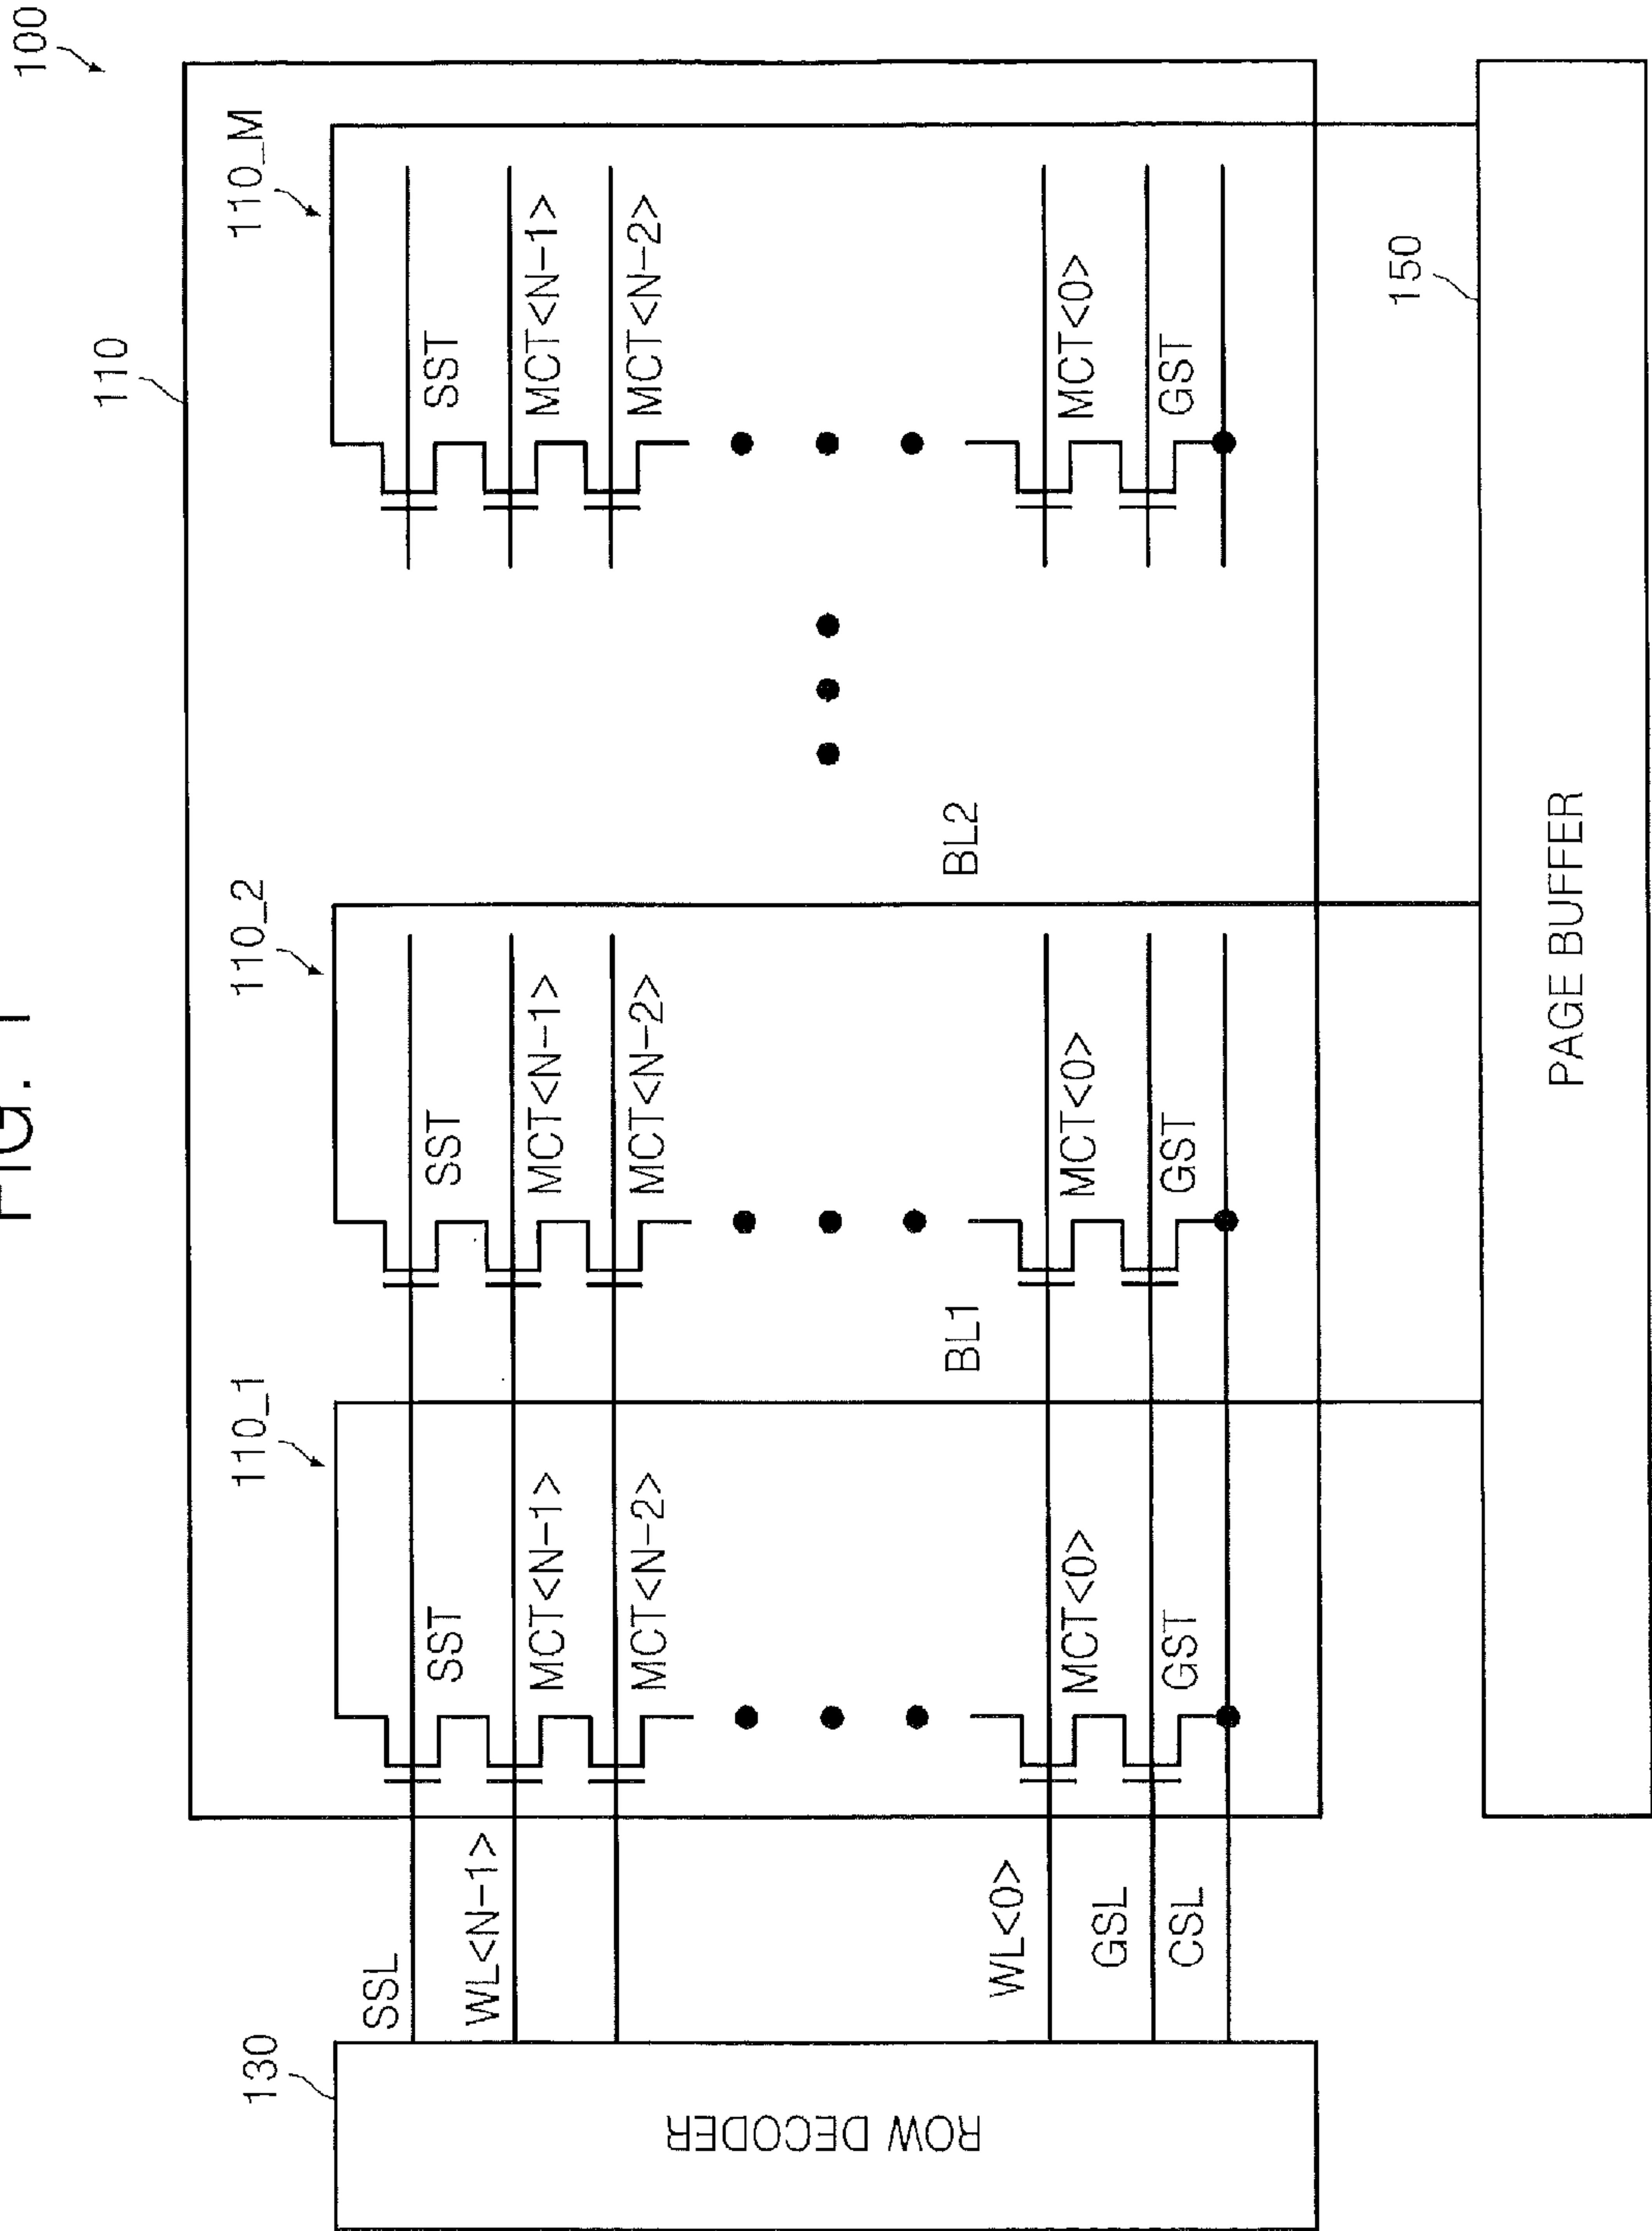 FIG. 1
100
110
110_1
110_2
110_M
130
SSL
SST
SST
SST
WL<N-1>
MCT<N-1>
MCT<N-1>
MCT<N-1>
MCT<N-2>
MCT<N-2>
MCT<N-2>
ROW DECODER
BL1
BL2
WL<0>
MCT<0>
MCT<0>
MCT<0>
GSL
GST
GST
GST
CSL
150
PAGE BUFFER